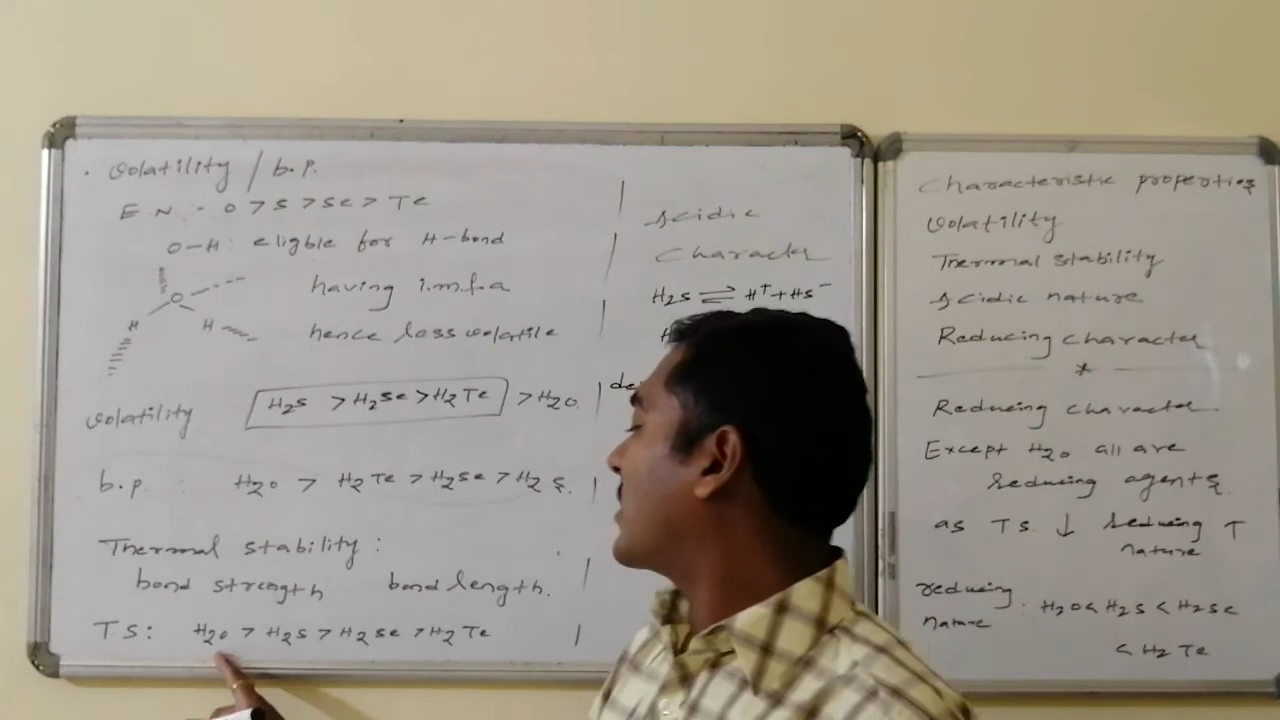 . Volatility / b.p.
EN - O > S > Se > Te
O-H: eligble for H-bond
O
having i.m.f.a
H H
hence less volatile
Volatility H2S > H2Se > H2Te > H2O
b.p. : H2O > H2Te > H2Se > H2S.
Thermal stability :
bond strength bond length.
TS: H2O > H2S > H2Se > H2Te
Acidic
Character
H2S ⇌ H+ + HS-
Characteristic properties
Volatility
Thermal stability
Acidic nature
Reducing character
*
Reducing character
Except H2O all are
reducing agents.
as TS. ↓ reducing ↑
nature
reducing
nature : H2O < H2S < H2Se
< H2Te